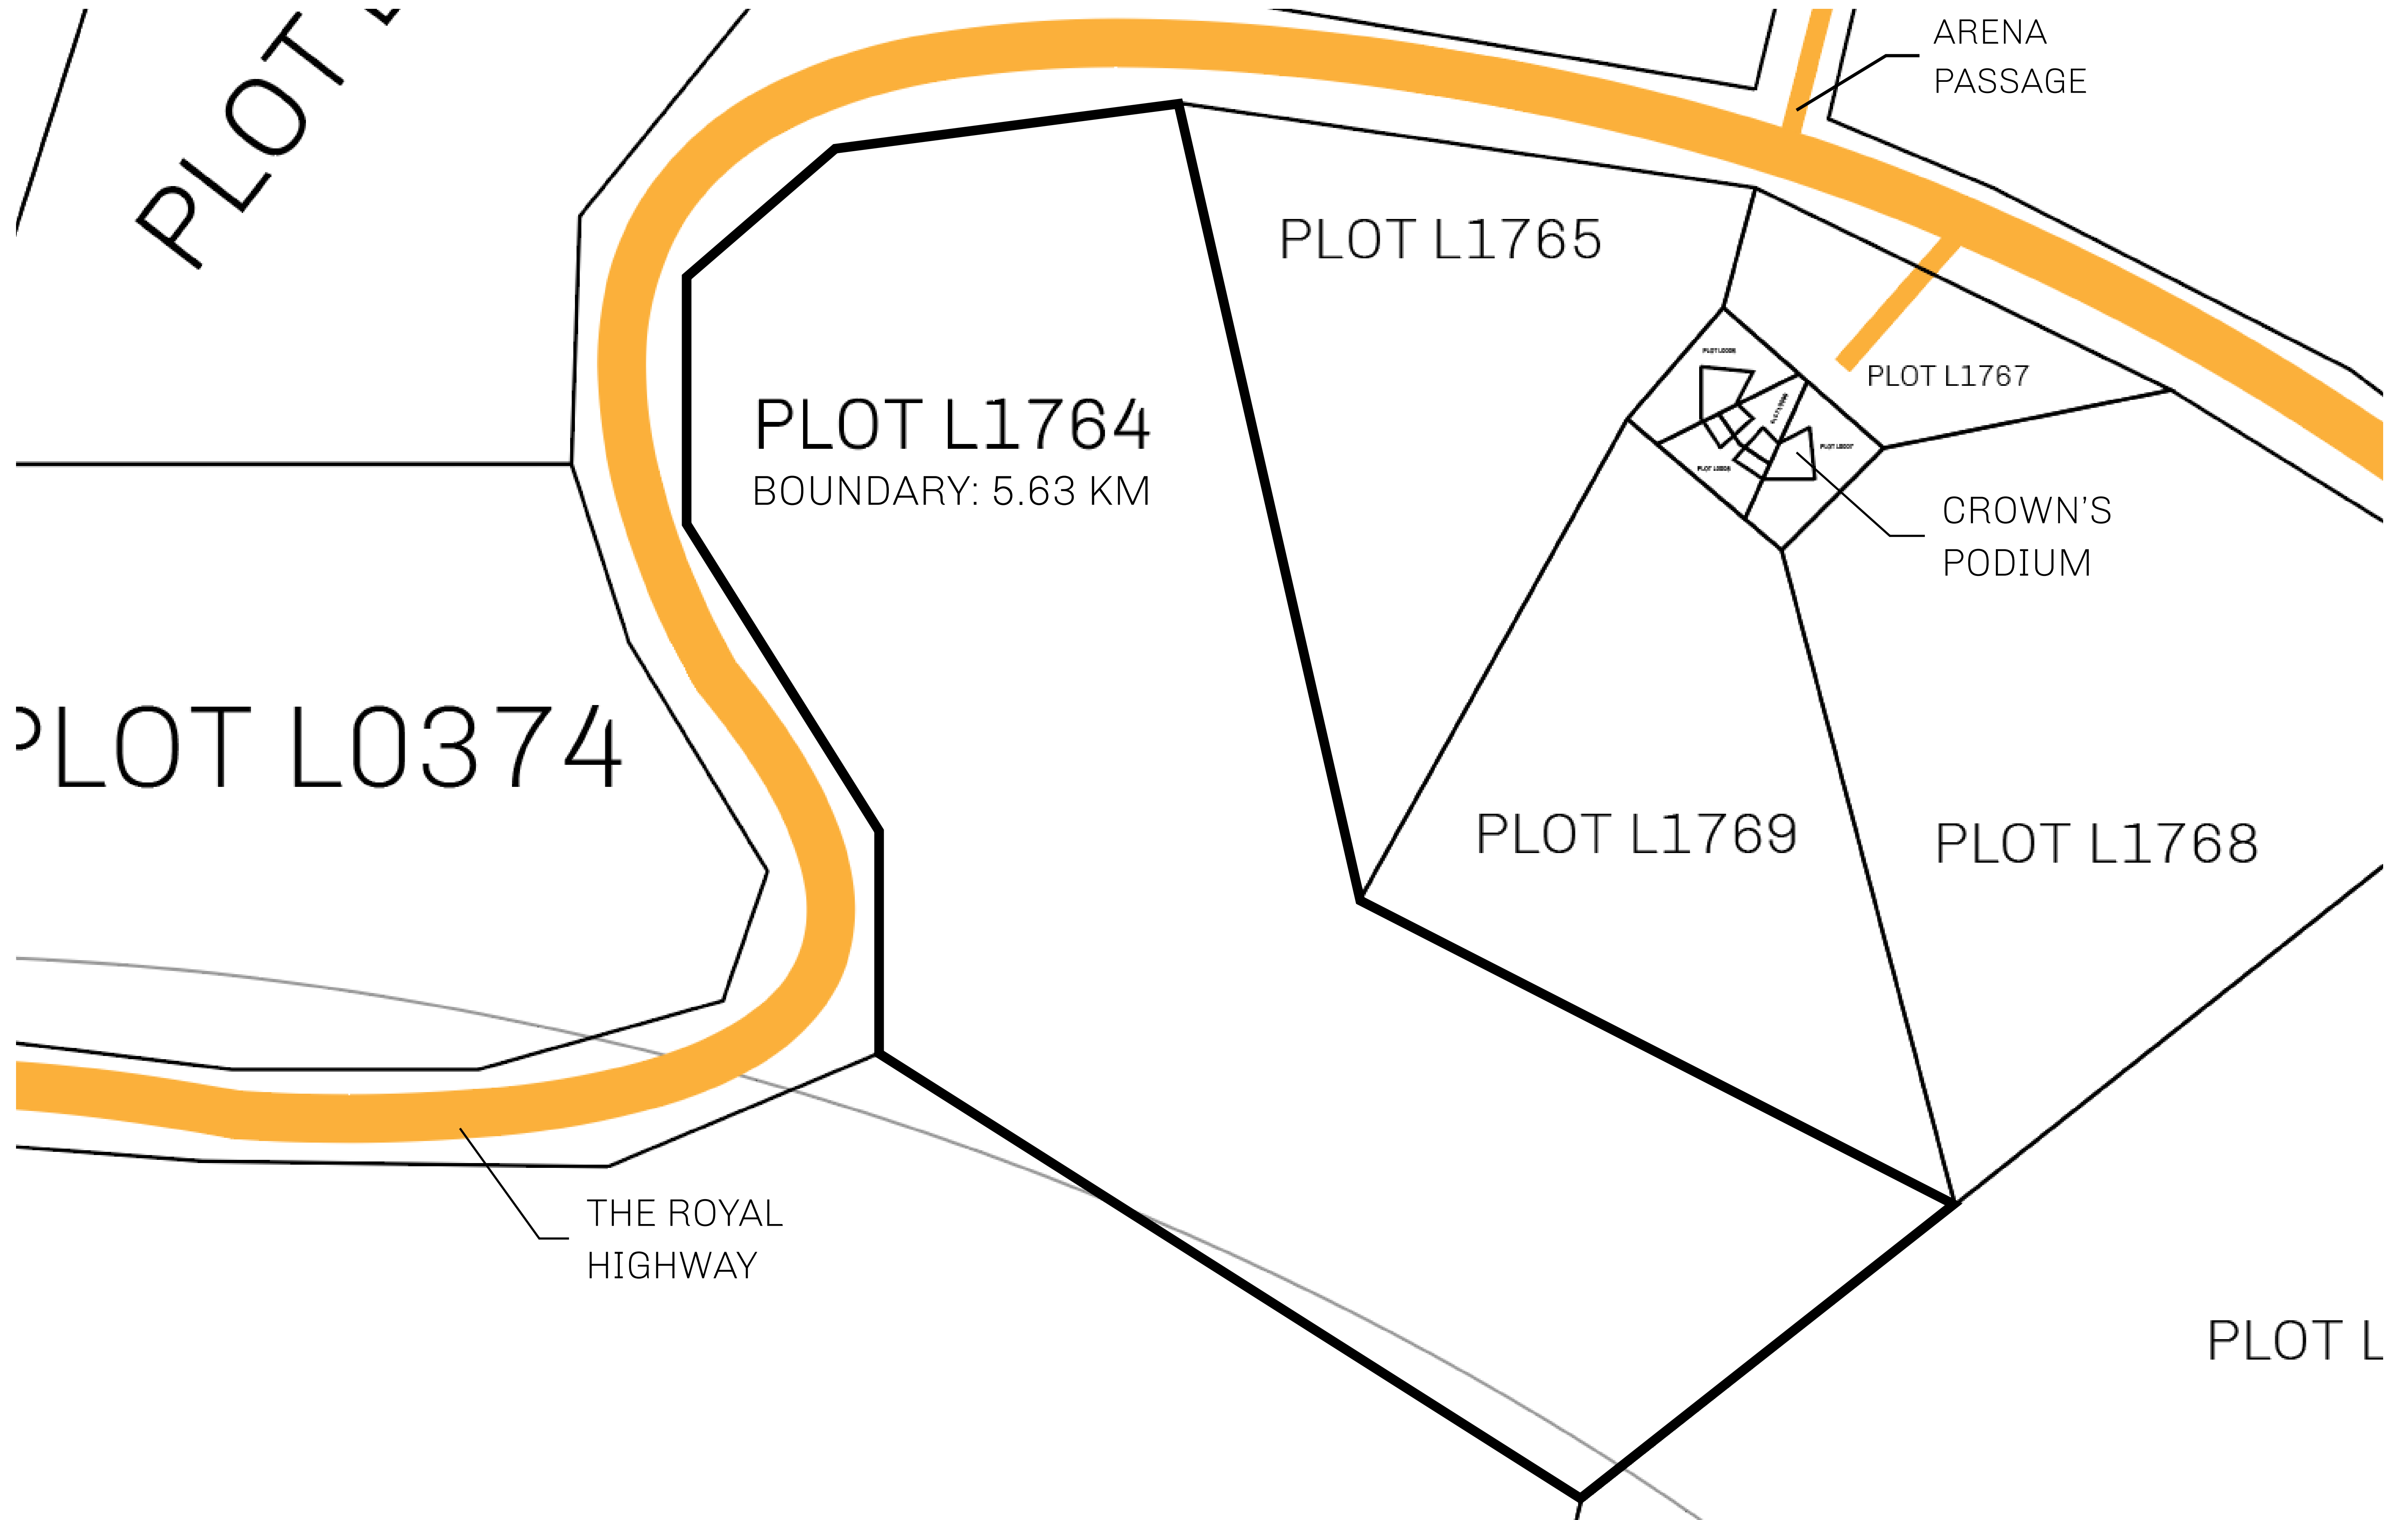 PLOT L
ARENA
PASSAGE
PLOT L1765
PLOT L1764
BOUNDARY: 5.63 KM
PLOT L1767
CROWN'S
PODIUM
PLOT L0374
PLOT L1769
PLOT L1768
THE ROYAL
HIGHWAY
PLOT L